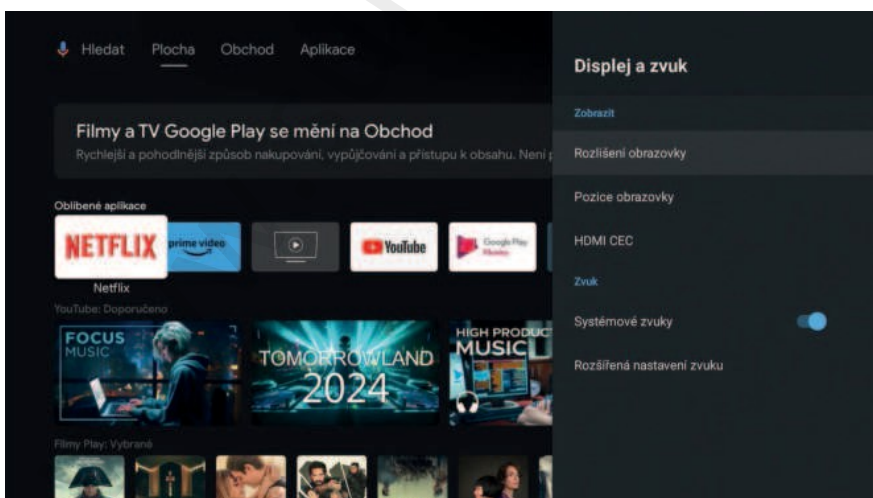 Hledat Plocha Obchod Aplikace
Filmy a TV Google Play se mění na Obchod
Rychlejší a pohodlnější způsob nakupování, vypůjčování a přístupu k obsahu. Není
Oblíbené aplikace
NETFLIX
prime video
YouTube
Google Play
Netflix
YouTube: Doporučeno
FOCUS
MUSIC
TOMORROWLAND
2024
HIGH PRODUC
MUSIC
Filmy Play: Vybrané
Displej a zvuk
Zobrazit
Rozlišení obrazovky
Pozice obrazovky
HDMI CEC
Zvuk
Systémové zvuky
Rozšířená nastavení zvuku